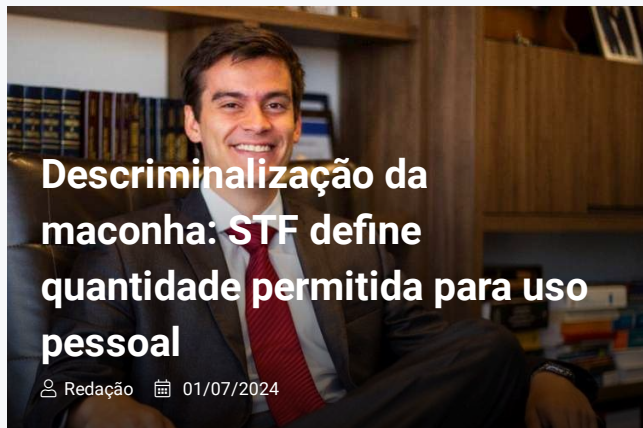 Descriminalização da
maconha: STF define
quantidade permitida para uso
pessoal
Redação 01/07/2024